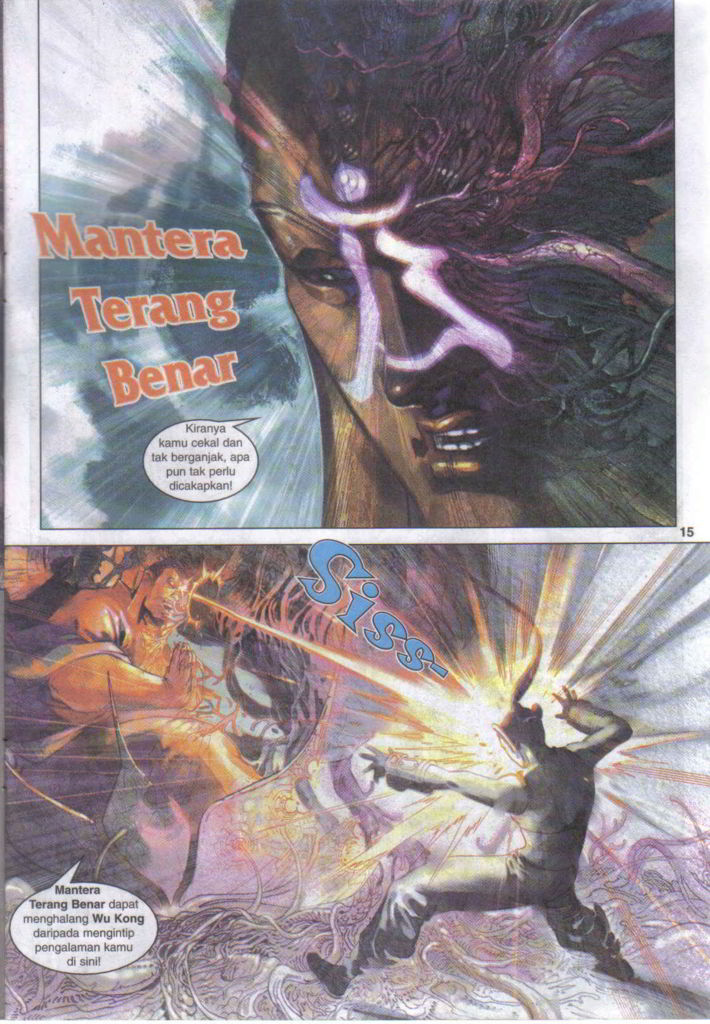 Mantera
Terang
Benar
Kiranya
kamu cekal dan
tak berganjak, apa
pun tak perlu
dicakapkan!
15
Siss-
Mantera
Terang Benar dapat
menghalang Wu Kong
daripada mengintip
pengalaman kamu
di sini!